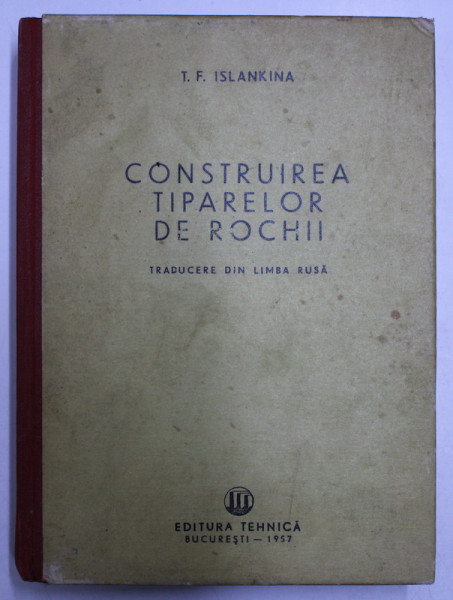 T. F. ISLANKINA
CONSTRUIREA
TIPARELOR
DE ROCHII
TRADUCERE DIN LIMBA RUSĂ
EDITURA TEHNICĂ
BUCUREȘTI — 1957